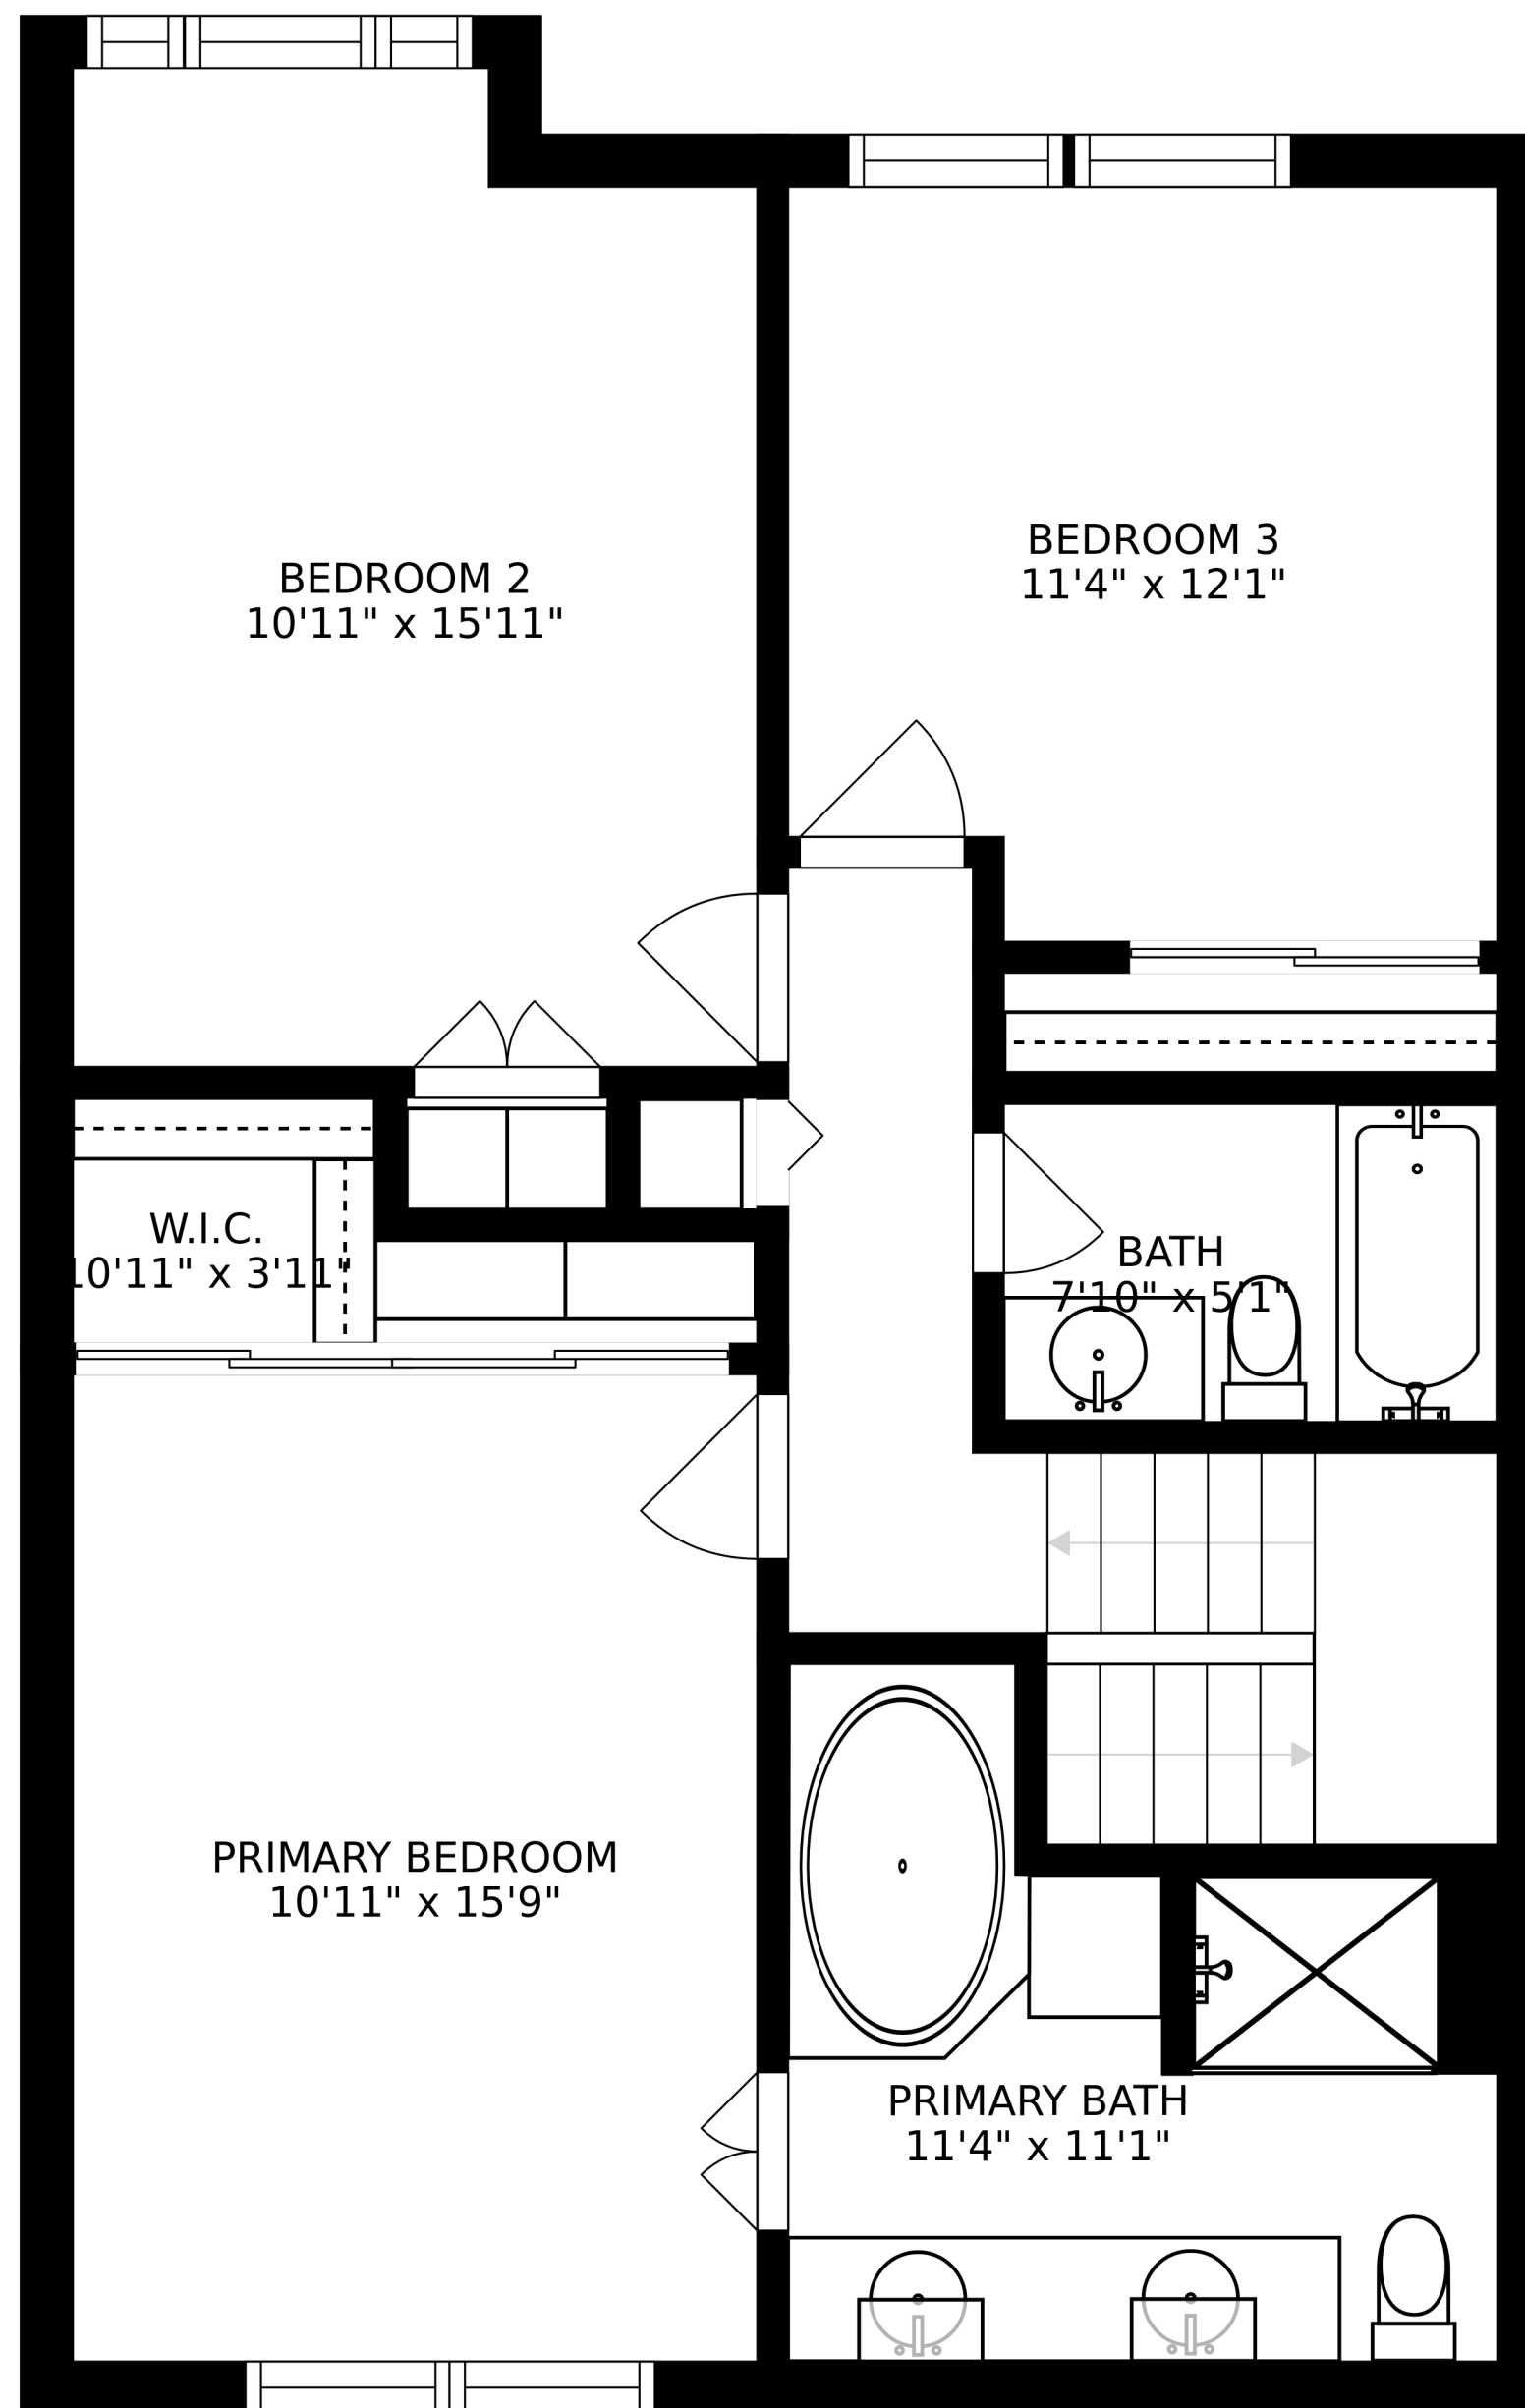 BEDROOM 3
11'4" x 12'1"
BEDROOM 2
10'11" x 15'11"
W.I.C.
10'11" x 3'11"
BATH
7'10" x 5'1"
PRIMARY BEDROOM
10'11" x 15'9"
PRIMARY BATH
11'4" x 11'1"